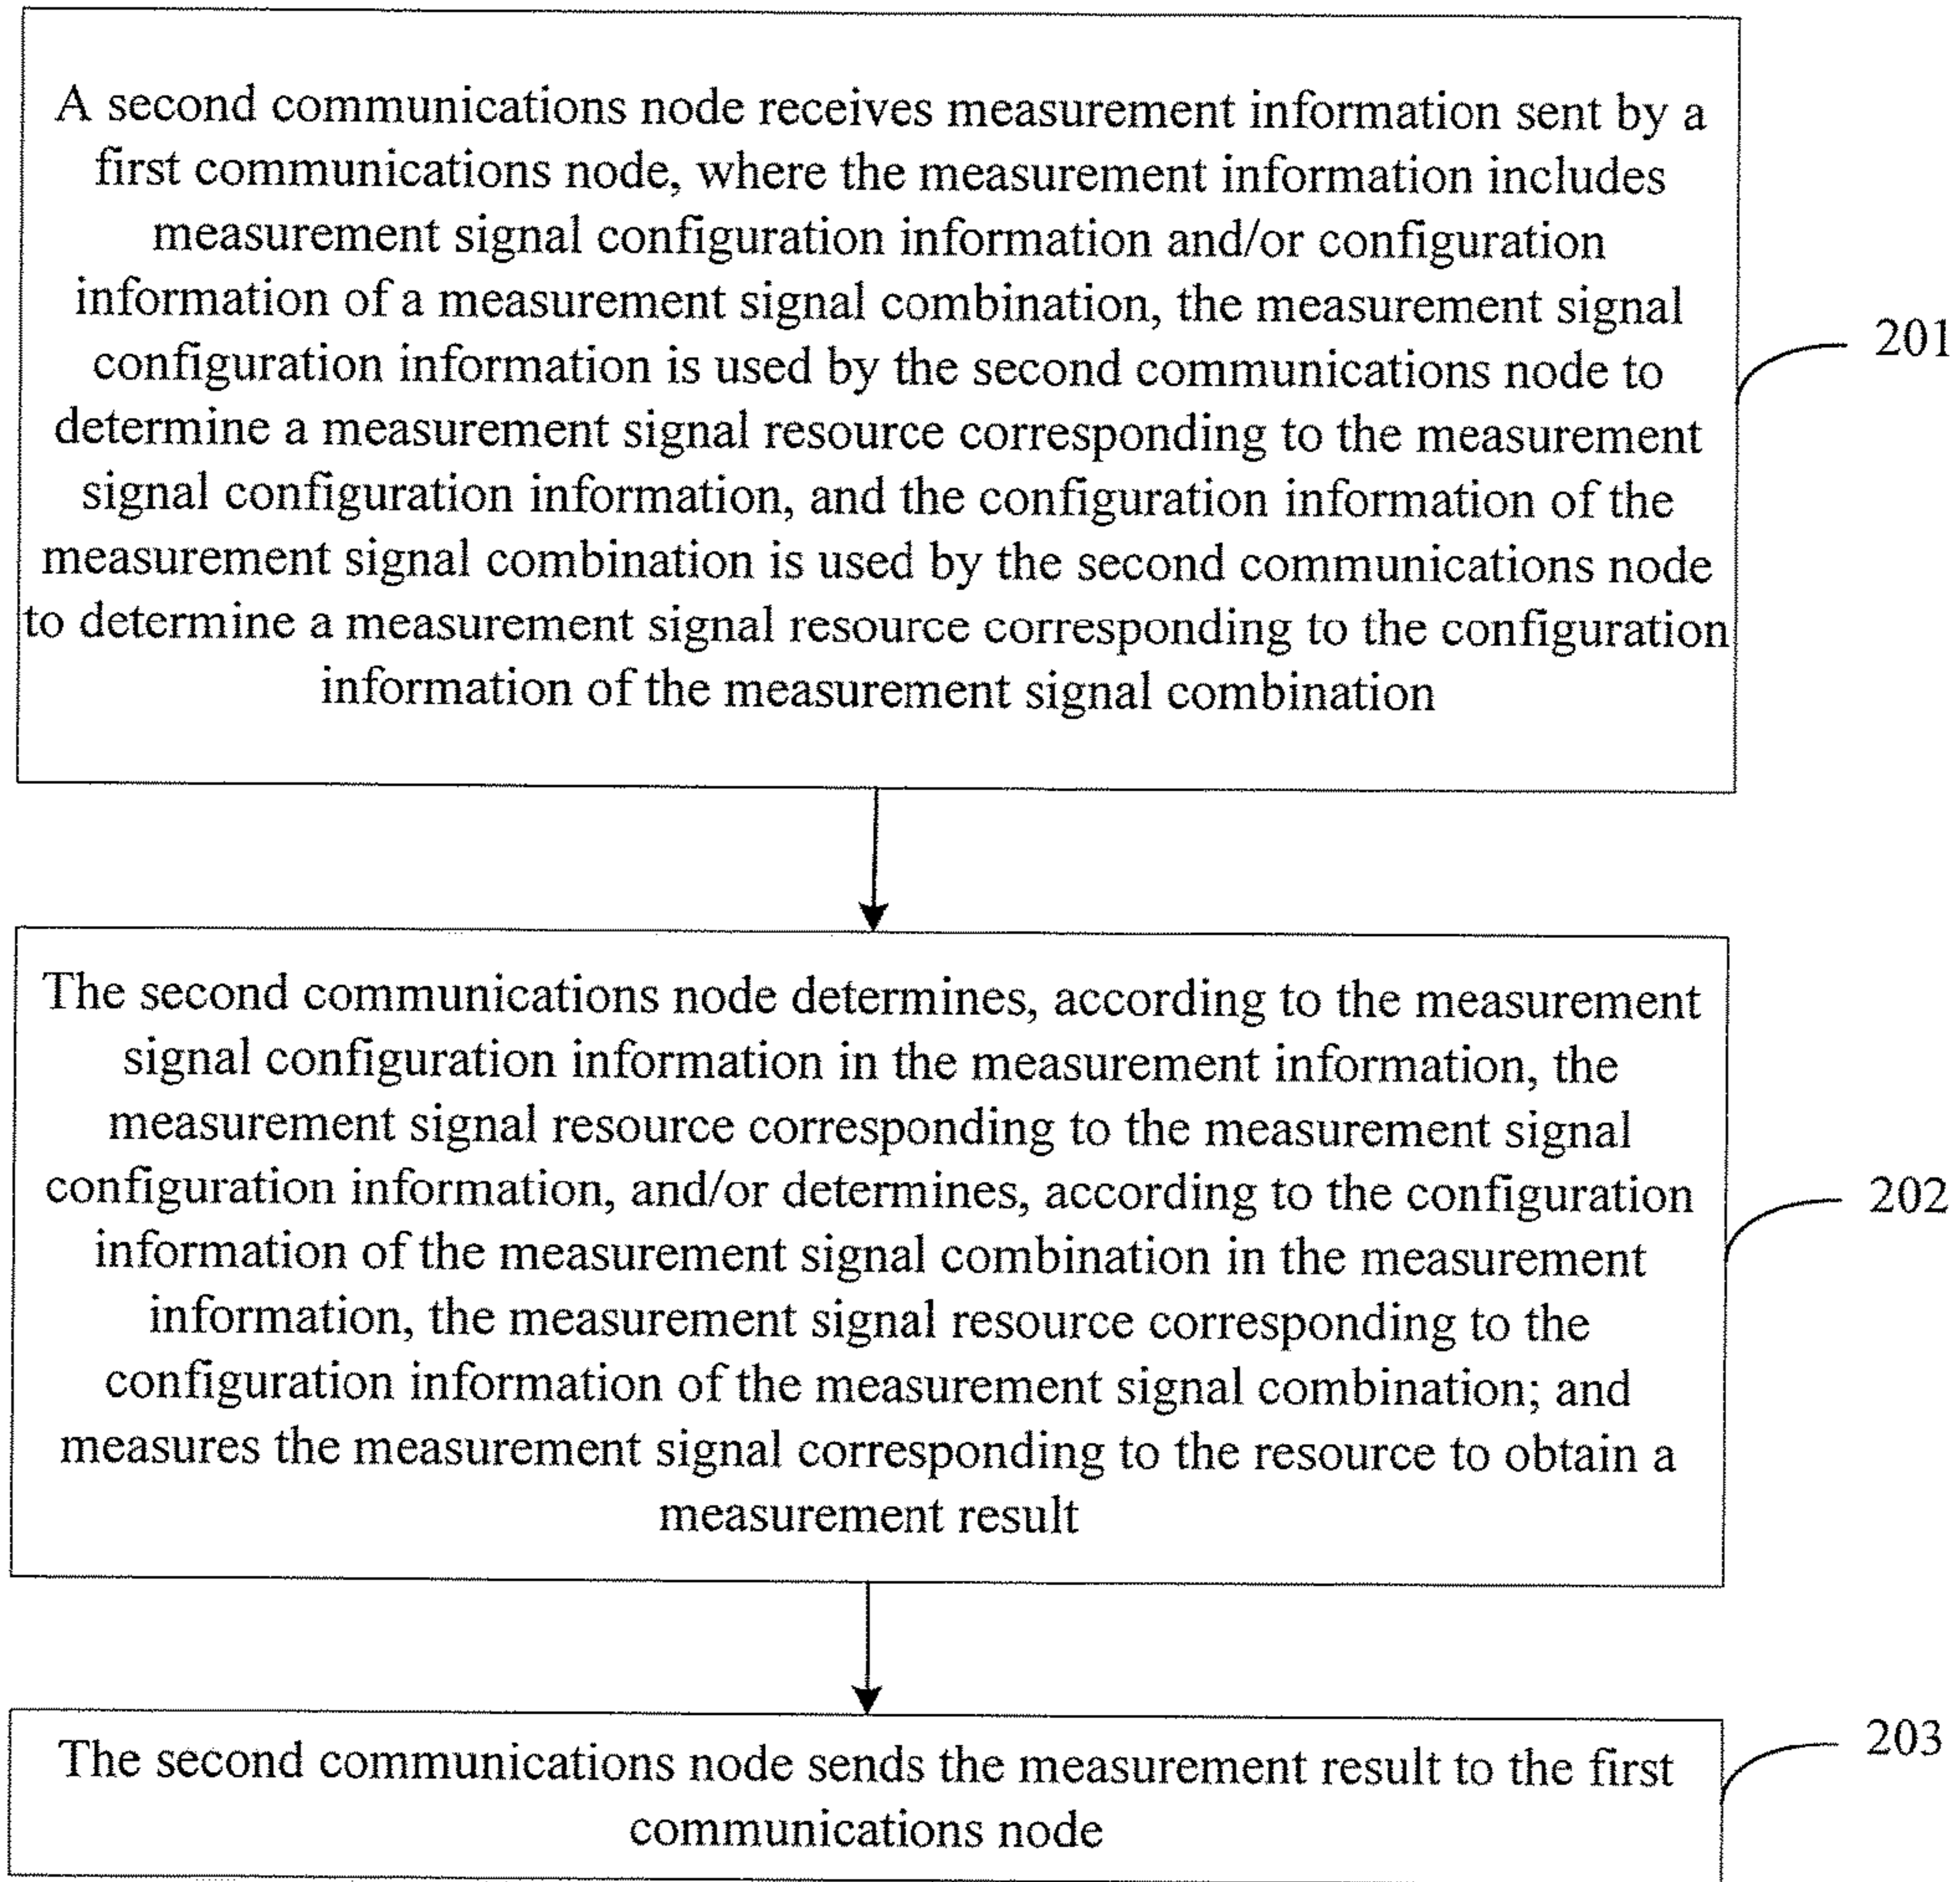 A second communications node receives measurement information sent by a
first communications node, where the measurement information includes
measurement signal configuration information and/or configuration
information of a measurement signal combination, the measurement signal
configuration information is used by the second communications node to
determine a measurement signal resource corresponding to the measurement
signal configuration information, and the configuration information of the
measurement signal combination is used by the second communications node
to determine a measurement signal resource corresponding to the configuration
information of the measurement signal combination
201
The second communications node determines, according to the measurement
signal configuration information in the measurement information, the
measurement signal resource corresponding to the measurement signal
configuration information, and/or determines, according to the configuration
information of the measurement signal combination in the measurement
information, the measurement signal resource corresponding to the
configuration information of the measurement signal combination; and
measures the measurement signal corresponding to the resource to obtain a
measurement result
202
The second communications node sends the measurement result to the first
communications node
203